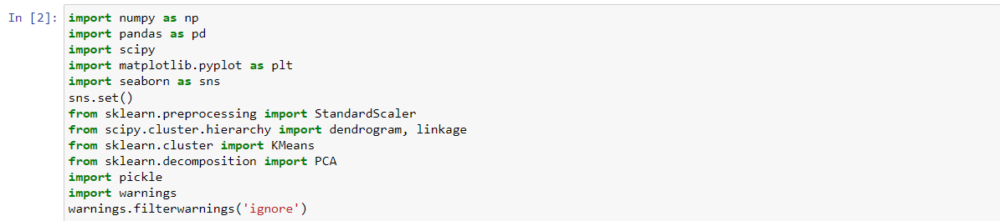 In [2]: import numpy as np
import pandas as pd
import scipy
import matplotlib.pyplot as plt
import seaborn as sns
sns.set()
from sklearn.preprocessing import StandardScaler
from scipy.cluster.hierarchy import dendrogram, linkage
from sklearn.cluster import KMeans
from sklearn.decomposition import PCA
import pickle
import warnings
warnings.filterwarnings('ignore')